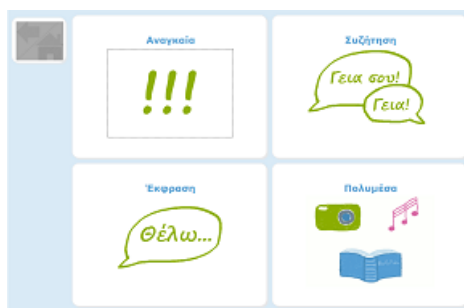 Αναγκαία
!!!
Συζήτηση
Γεια σου!
Γεια!
Έκφραση
Θέλω...
Πολυμέσα